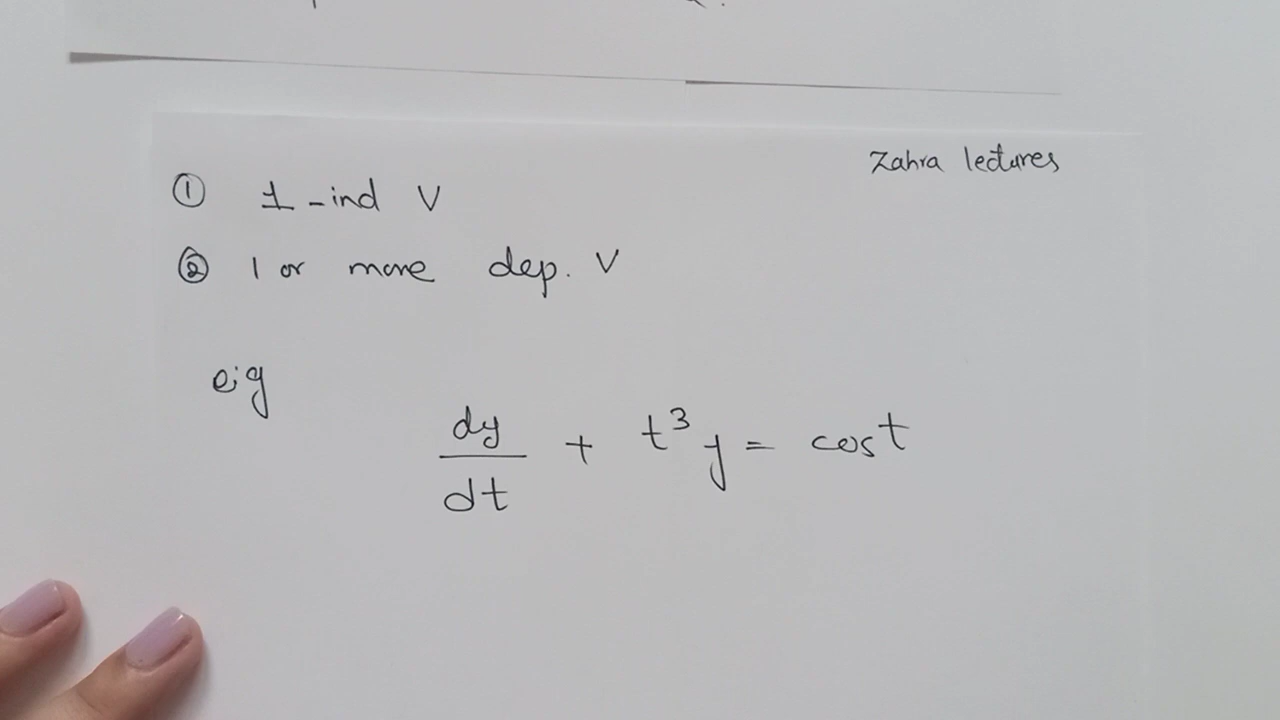 Zahra lectures
① 1-ind V
② 1 or more dep. V
e.g
dy/dt + t³y = cost